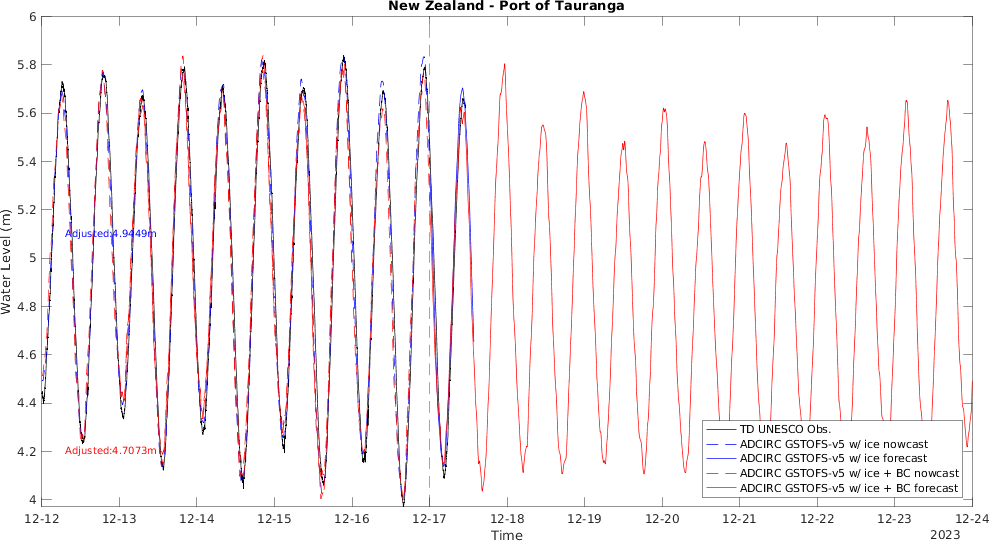 New Zealand - Port of Tauranga
6
5.8
5.6
5.4
5.2
5
4.8
4.6
4.4
4.2
4
Water Level (m)
Adjusted:4.9449m
Adjusted:4.7073m
TD UNESCO Obs.
ADCIRC GSTOFS-v5 w/ ice nowcast
ADCIRC GSTOFS-v5 w/ ice forecast
ADCIRC GSTOFS-v5 w/ ice + BC nowcast
ADCIRC GSTOFS-v5 w/ ice + BC forecast
12-12 12-13 12-14 12-15 12-16 12-17 12-18 12-19 12-20 12-21 12-22 12-23 12-24
Time
2023